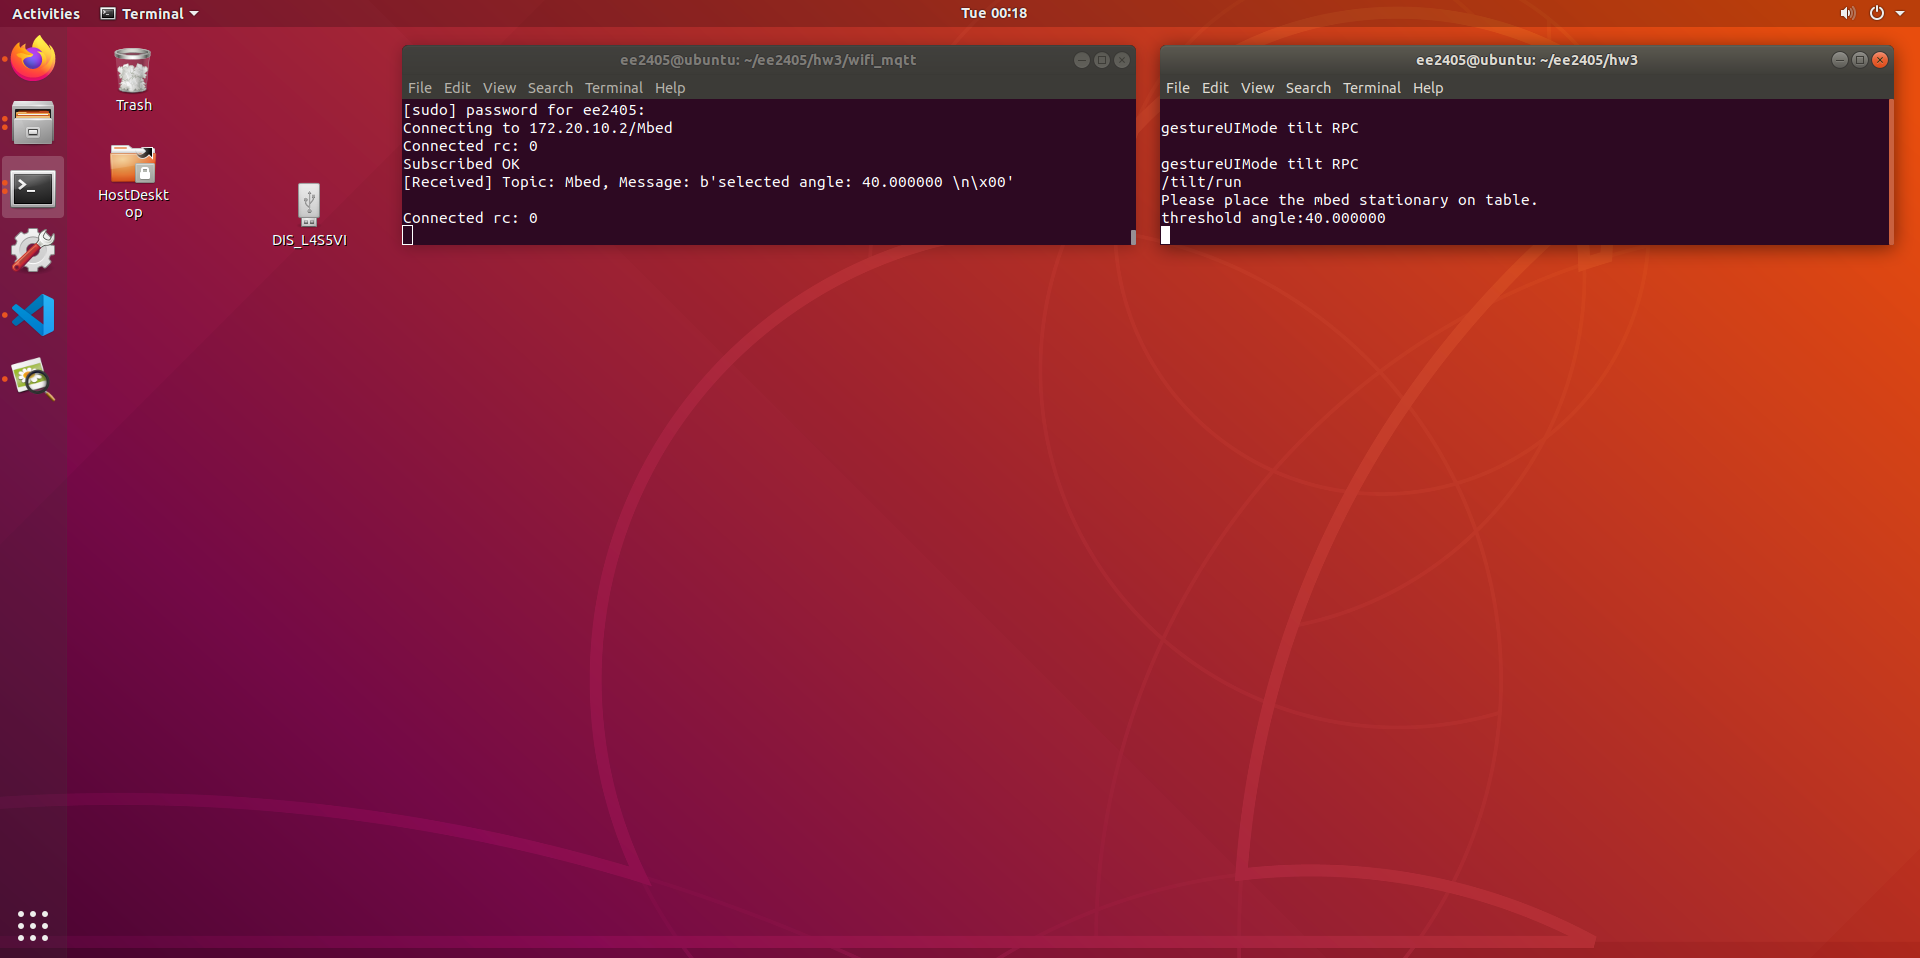 Activities
Terminal
Tue 00:18
Trash
HostDeskt
op
DIS_L4S5VI
ee2405@ubuntu: ~/ee2405/hw3/wifi_mqtt
File Edit View Search Terminal Help
[sudo] password for ee2405:
Connecting to 172.20.10.2/Mbed
Connected rc: 0
Subscribed OK
[Received] Topic: Mbed, Message: b'selected angle: 40.000000 \n\x00'
Connected rc: 0
ee2405@ubuntu: ~/ee2405/hw3
File Edit View Search Terminal Help
gestureUIMode tilt RPC
gestureUIMode tilt RPC
/tilt/run
Please place the mbed stationary on table.
threshold angle:40.000000